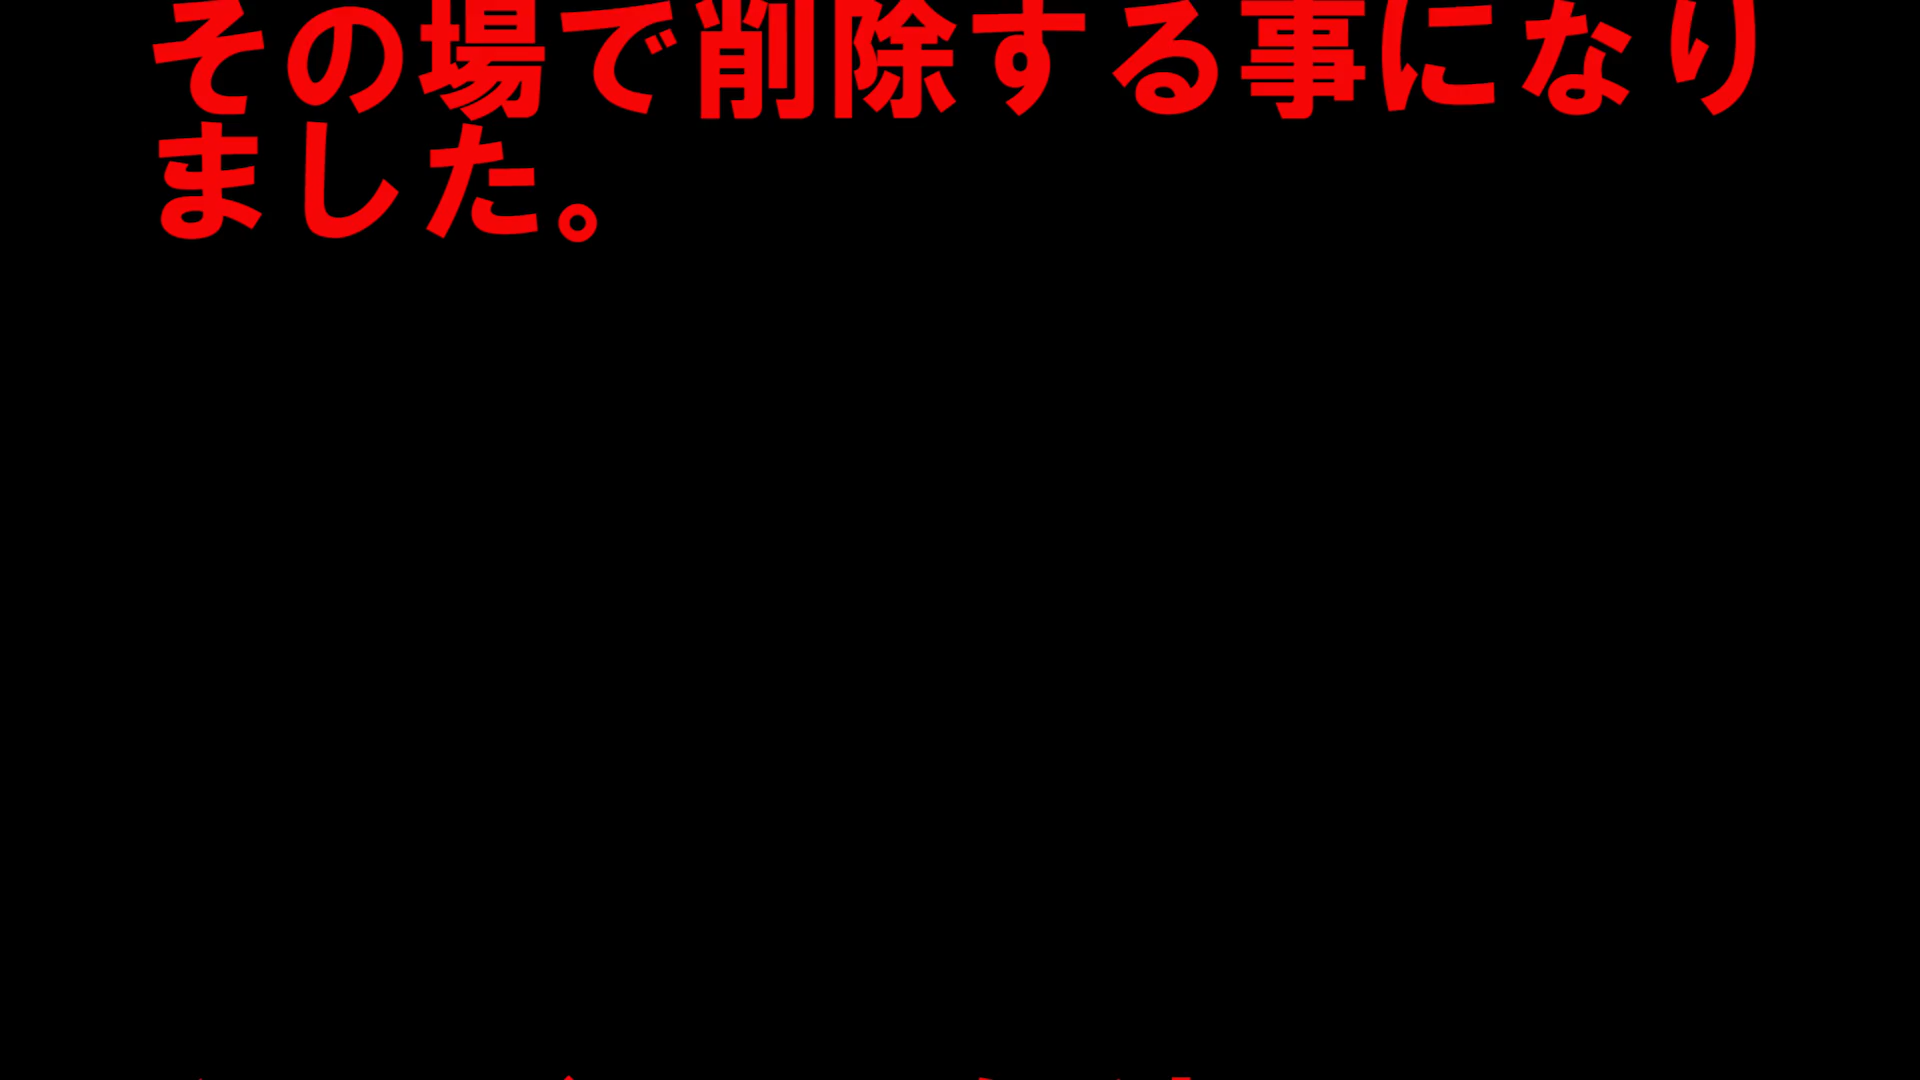 その場で削除する事になり
ました。